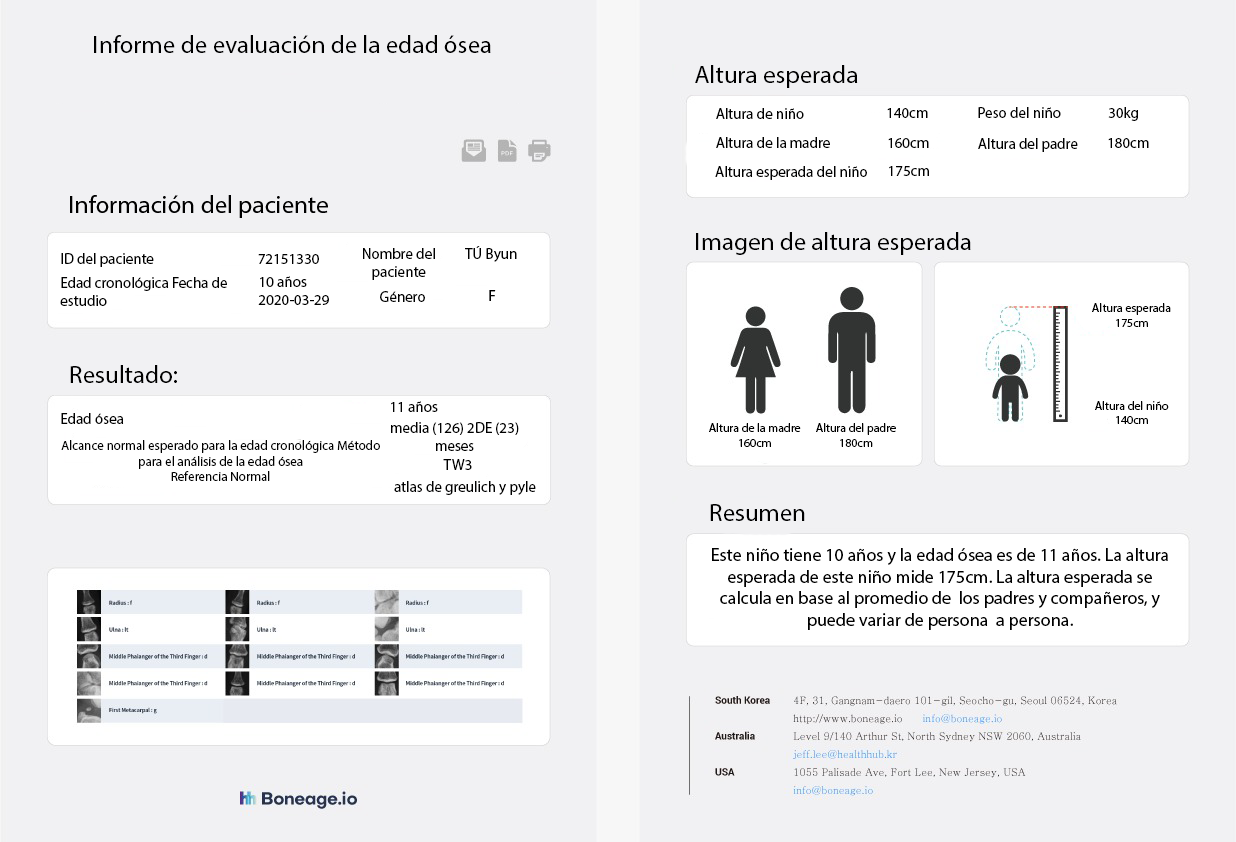 Informe de evaluación de la edad ósea
PDF
Información del paciente
ID del paciente 72151330 Nombre del paciente TÚ Byun
Edad cronológica Fecha de estudio 10 años 2020-03-29 Género F
Resultado:
Edad ósea 11 años
Alcance normal esperado para la edad cronológica Método media (126) 2DE (23) meses
para el análisis de la edad ósea TW3
Referencia Normal atlas de greulich y pyle
Radius : f Radius : f Radius : f
Ulna : lt Ulna : lt Ulna : lt
Middle Phalanger of the Third Finger : d Middle Phalanger of the Third Finger : d Middle Phalanger of the Third Finger : d
Middle Phalanger of the Third Finger : d Middle Phalanger of the Third Finger : d Middle Phalanger of the Third Finger : d
First Metacarpal : g
Boneage.io
Altura esperada
Altura de niño 140cm Peso del niño 30kg
Altura de la madre 160cm Altura del padre 180cm
Altura esperada del niño 175cm
Imagen de altura esperada
Altura de la madre
160cm
Altura del padre
180cm
Altura esperada
175cm
Altura del niño
140cm
Resumen
Este niño tiene 10 años y la edad ósea es de 11 años. La altura
esperada de este niño mide 175cm. La altura esperada se
calcula en base al promedio de los padres y compañeros, y
puede variar de persona a persona.
South Korea 4F, 31, Gangnam-daero 101-gil, Seocho-gu, Seoul 06524, Korea
http://www.boneage.io info@boneage.io
Australia Level 9/140 Arthur St, North Sydney NSW 2060, Australia
jeff.lee@healthhub.kr
USA 1055 Palisade Ave, Fort Lee, New Jersey, USA
info@boneage.io